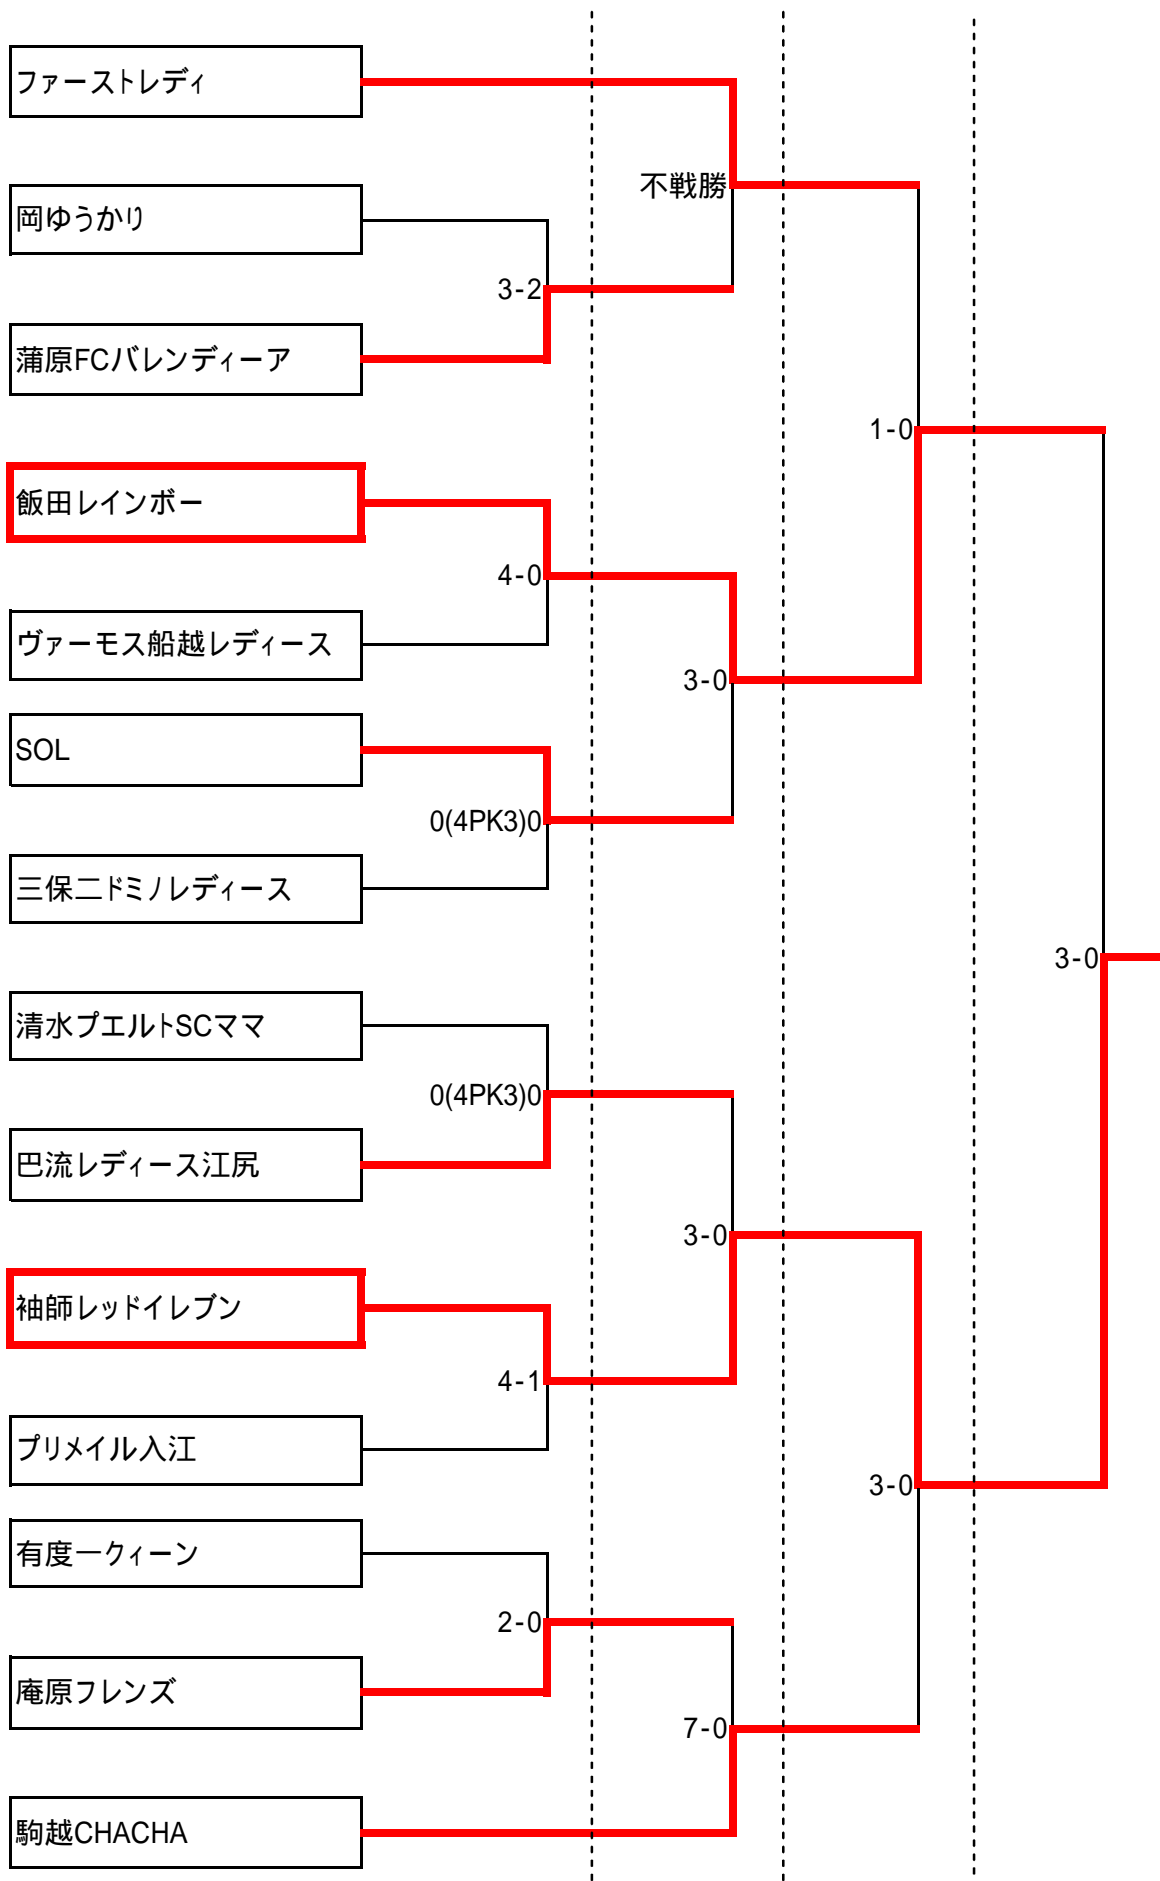 ファーストレディ
不戦勝
岡ゆうかり
3-2
蒲原FCバレンディーア
1-0
飯田レインボー
4-0
ヴァーモス船越レディース
3-0
SOL
0(4PK3)0
三保二ドミノレディース
3-0
清水プエルトSCママ
0(4PK3)0
巴流レディース江尻
3-0
袖師レッドイレブン
4-1
プリメイル入江
3-0
有度一クィーン
2-0
庵原フレンズ
7-0
駒越CHACHA